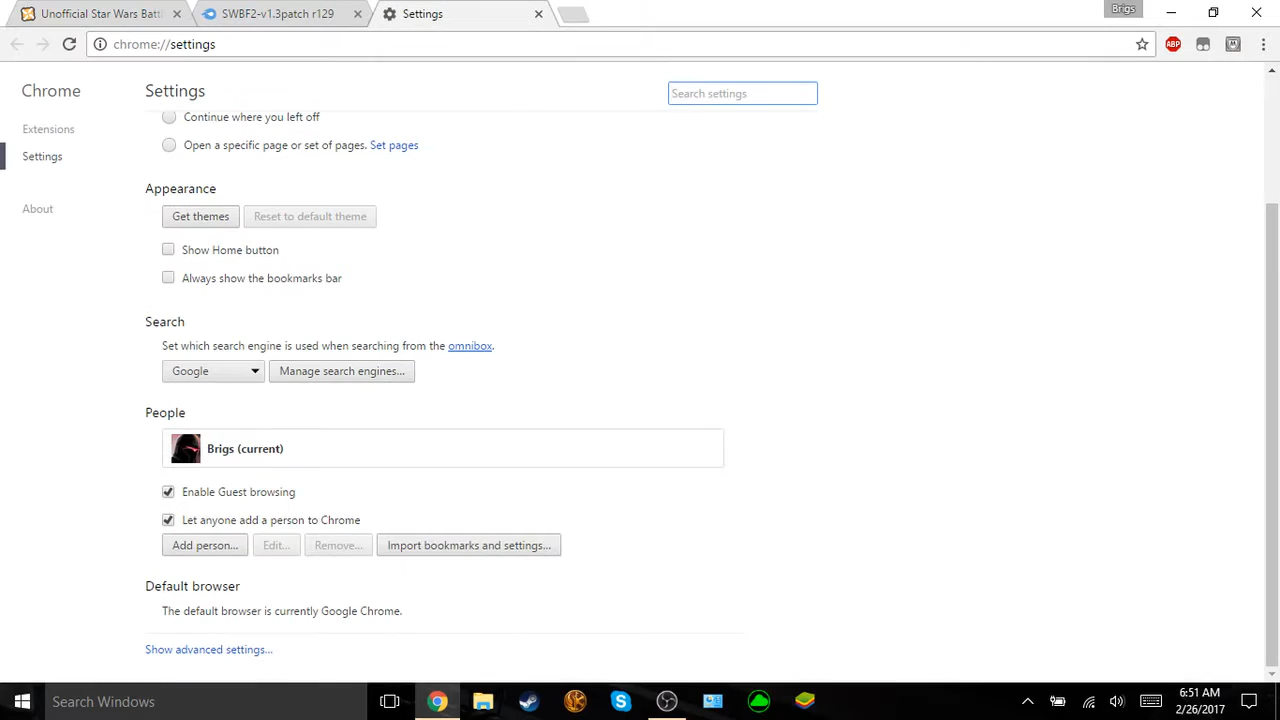 Unofficial Star Wars Batt
SWBF2-v1.3patch r129
Settings
Brigs
chrome://settings
ABP
Chrome
Settings
Search settings
Extensions
Settings
About
Continue where you left off
Open a specific page or set of pages. Set pages
Appearance
Get themes
Reset to default theme
Show Home button
Always show the bookmarks bar
Search
Set which search engine is used when searching from the omnibox.
Google
Manage search engines...
People
Brigs (current)
Enable Guest browsing
Let anyone add a person to Chrome
Add person...
Edit...
Remove...
Import bookmarks and settings...
Default browser
The default browser is currently Google Chrome.
Show advanced settings...
Search Windows
6:51 AM
2/26/2017